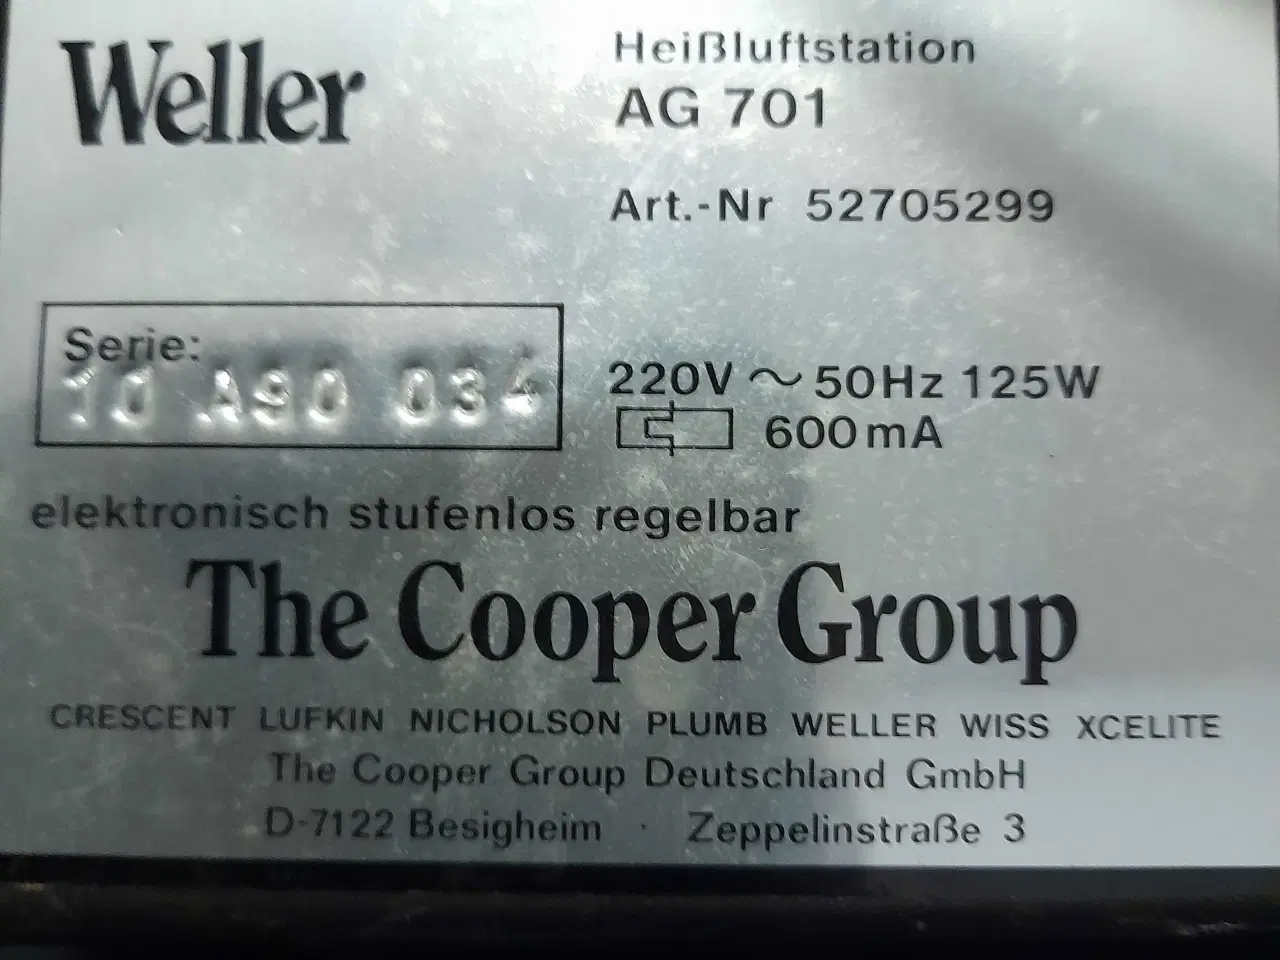 Weller
Heißluftstation
AG 701
Art.-Nr 52705299
Serie:
10 A90 034
220V ~ 50Hz 125W
600mA
elektronisch stufenlos regelbar
The Cooper Group
CRESCENT LUFKIN NICHOLSON PLUMB WELLER WISS XCELITE
The Cooper Group Deutschland GmbH
D-7122 Besigheim · Zeppelinstraße 3